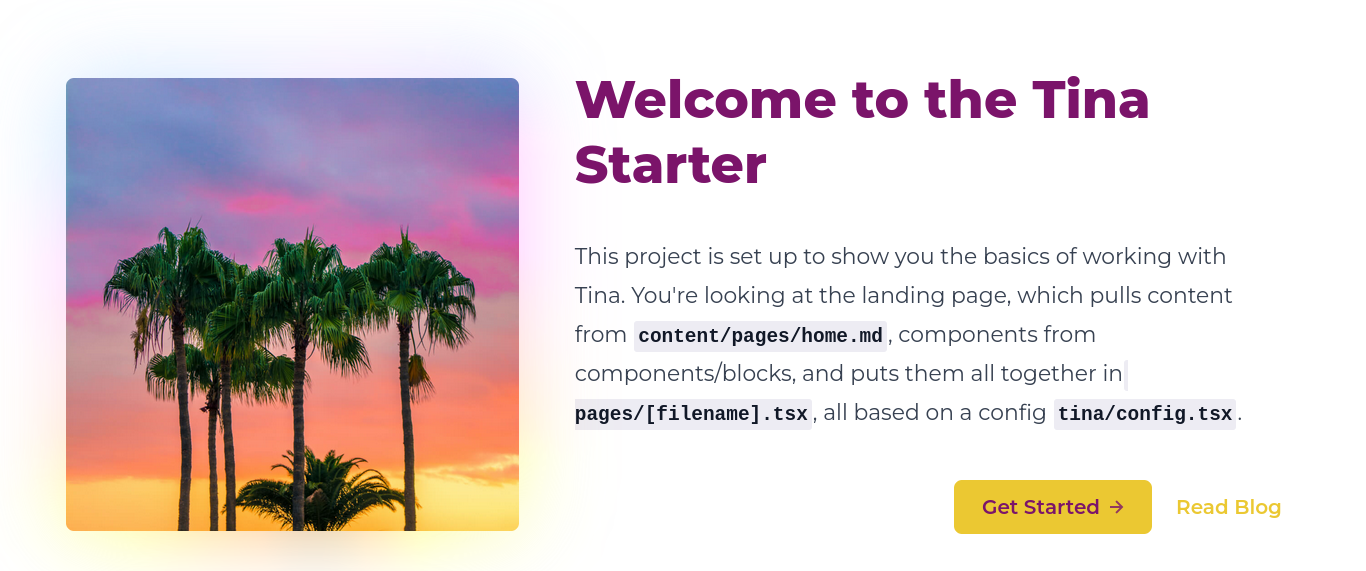 Welcome to the Tina
Starter
This project is set up to show you the basics of working with
Tina. You're looking at the landing page, which pulls content
from content/pages/home.md, components from
components/blocks, and puts them all together in
pages/[filename].tsx, all based on a config tina/config.tsx.
Get Started → Read Blog